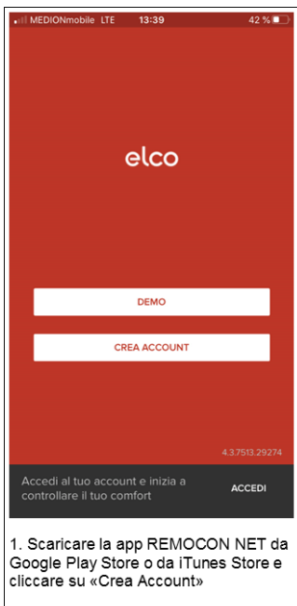 MEDIONmobile LTE 13:39 42 %
elco
DEMO
CREA ACCOUNT
4.3.7513.29274
Accedi al tuo account e inizia a
controllare il tuo comfort
ACCEDI
1. Scaricare la app REMOCON NET da
Google Play Store o da iTunes Store e
cliccare su «Crea Account»